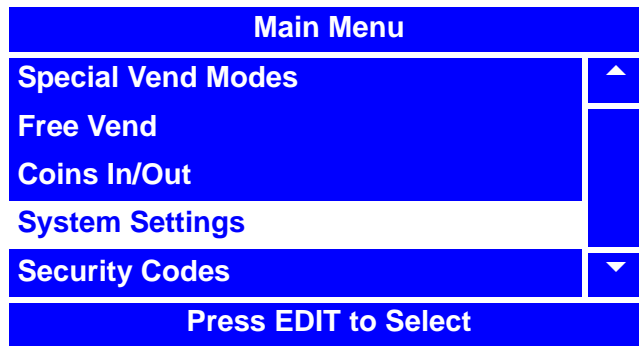 Main Menu
Special Vend Modes
Free Vend
Coins In/Out
System Settings
Security Codes
Press EDIT to Select